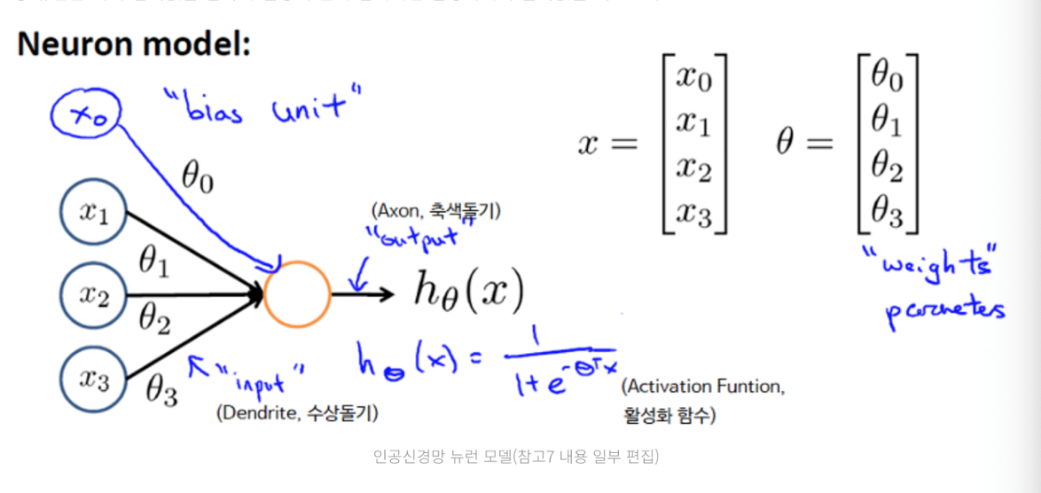 Neuron model:
x₀ "bias unit"
θ₀
x₁
θ₁
x₂
θ₂
x₃
θ₃
"input"
(Dendrite, 수상돌기)
(Axon, 축색돌기)
"output"
hθ(x)
hθ(x) = 1 / (1 + e^(-θᵀx))
(Activation Funtion,
활성화 함수)
x = [x₀ x₁ x₂ x₃]
θ = [θ₀ θ₁ θ₂ θ₃]
"weights"
parameters
인공신경망 뉴런 모델(참고7 내용 일부 편집)